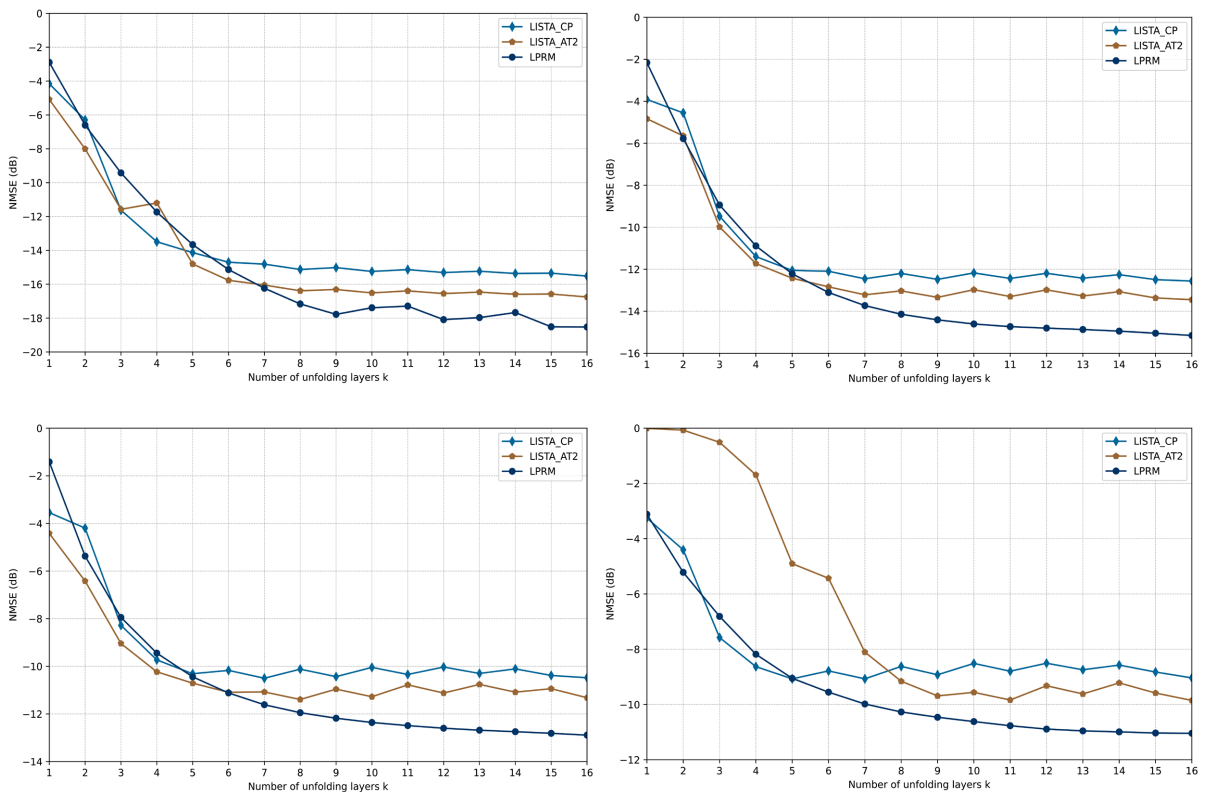 0
−2
−4
−6
−8
−10
−12
−14
−16
−18
−20
NMSE (dB)
LISTA_CP
LISTA_AT2
LPRM
1 2 3 4 5 6 7 8 9 10 11 12 13 14 15 16
Number of unfolding layers k
0
−2
−4
−6
−8
−10
−12
−14
−16
NMSE (dB)
LISTA_CP
LISTA_AT2
LPRM
1 2 3 4 5 6 7 8 9 10 11 12 13 14 15 16
Number of unfolding layers k
0
−2
−4
−6
−8
−10
−12
−14
NMSE (dB)
LISTA_CP
LISTA_AT2
LPRM
1 2 3 4 5 6 7 8 9 10 11 12 13 14 15 16
Number of unfolding layers k
0
−2
−4
−6
−8
−10
−12
NMSE (dB)
LISTA_CP
LISTA_AT2
LPRM
1 2 3 4 5 6 7 8 9 10 11 12 13 14 15 16
Number of unfolding layers k